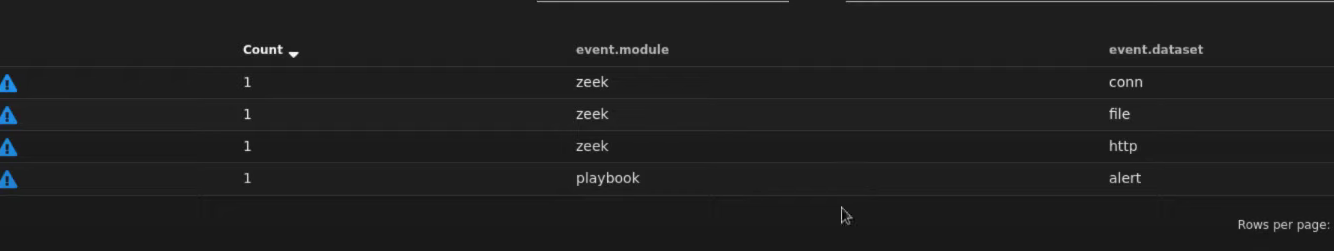 Count event.module event.dataset
1 zeek conn
1 zeek file
1 zeek http
1 playbook alert
Rows per page: